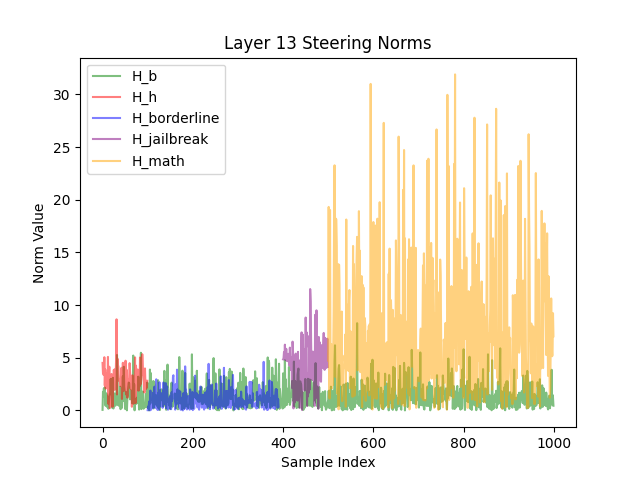 Layer 13 Steering Norms
H_b
H_h
H_borderline
H_jailbreak
H_math
Norm Value
30
25
20
15
10
5
0
0 200 400 600 800 1000
Sample Index